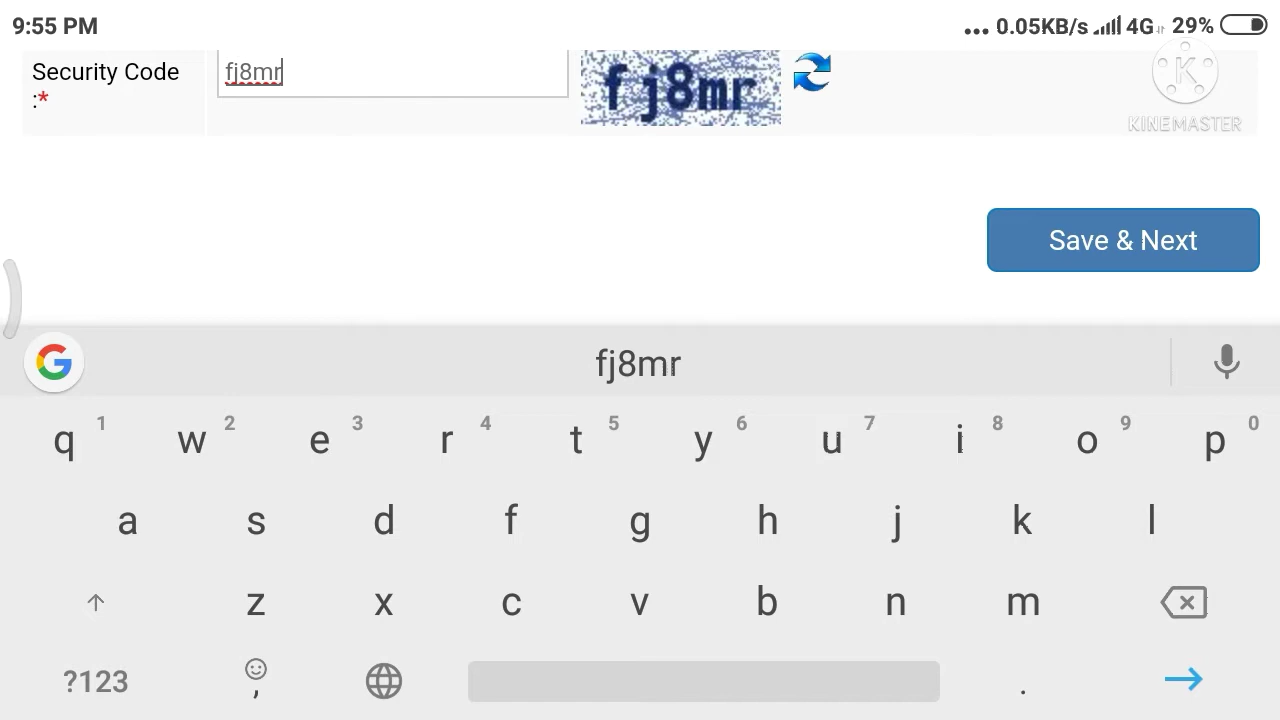 9:55 PM ... 0.05KB/s 4G 29%
Security Code :*
fj8mr
fj8mr
KINEMASTER
Save & Next
fj8mr
q 1 w 2 e 3 r 4 t 5 y 6 u 7 i 8 o 9 p 0
a s d f g h j k l
z x c v b n m
?123 , .